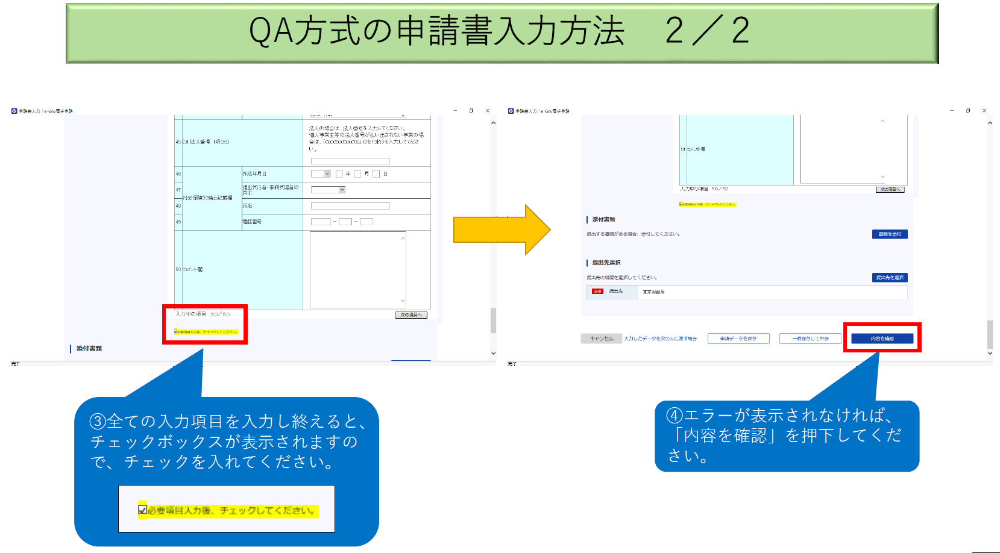 QA方式の申請書入力方法　２／２
申請書入力｜e-Gov電子申請
45 (31)法人番号（項39）
法人の場合は、法人番号を入力してください。
個人事業主等の法人番号が払い出されない事業の場
合は、「0000000000000」（0を13桁）を入力してくださ
い。
46 作成年月日 年 月 日
47 提出代行者・事務代理者の
表示
社会保険労務士記載欄
48 氏名
49 電話番号 － －
50 コメント欄
入力中の項目　50／50
次の項目へ
必要項目入力後、チェックしてください。
添付書類
完了
③全ての入力項目を入力し終えると、
チェックボックスが表示されますの
で、チェックを入れてください。
必要項目入力後、チェックしてください。
申請書入力｜e-Gov電子申請
50 コメント欄
入力中の項目　50／50
次の項目へ
必要項目入力後、チェックしてください。
添付書類
提出する書類がある場合、添付してください。
書類を添付
提出先選択
提出先の機関を選択してください。
提出先を選択
必須 提出先 東京労働局
キャンセル 入力したデータを次の人に渡す場合 申請データを保存 一時保存して中断 内容を確認
完了
④エラーが表示されなければ、
「内容を確認」を押下してくだ
さい。